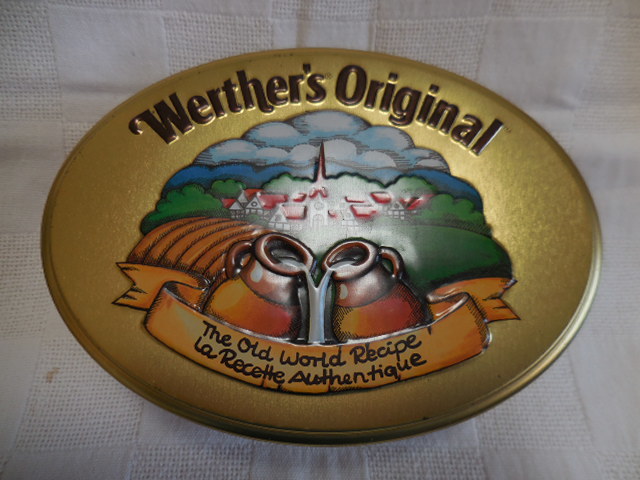 Werther's Original
The Old World Recipe
La Recette Authentique